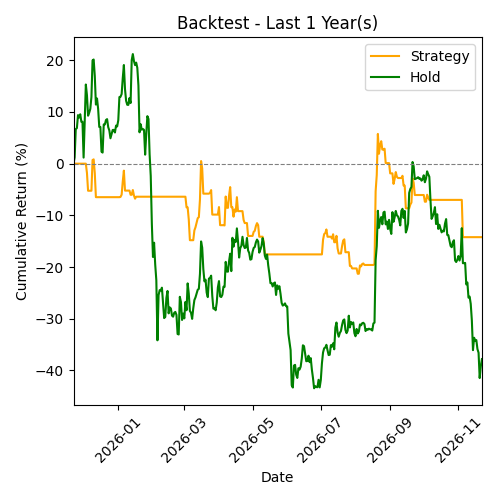 Backtest - Last 1 Year(s)
Strategy
Hold
Cumulative Return (%)
20
10
0
−10
−20
−30
−40
2026-01
2026-03
2026-05
2026-07
2026-09
2026-11
Date